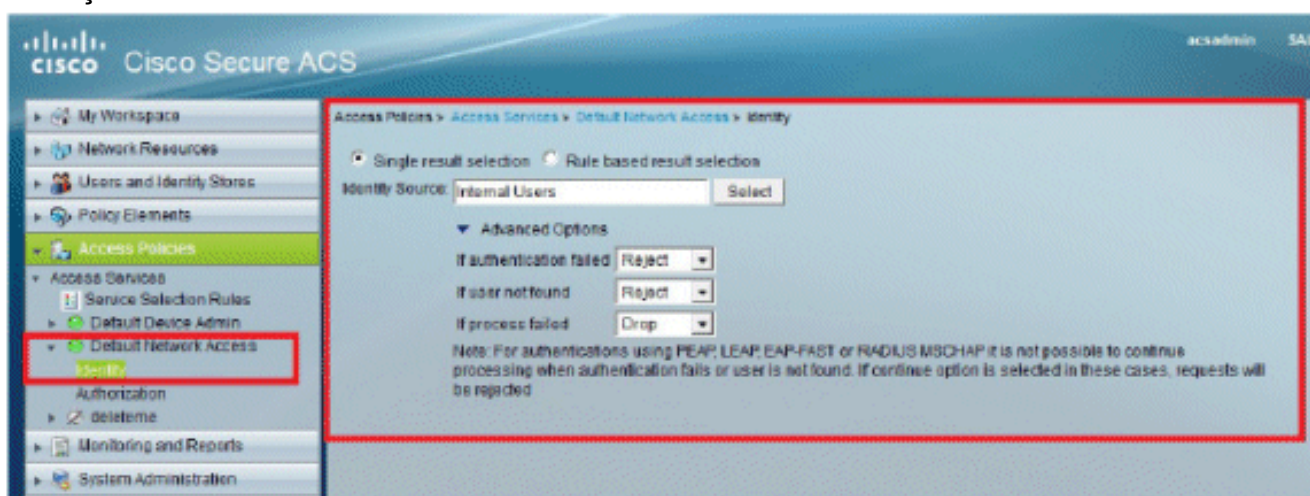 CISCO Cisco Secure ACS
acsadmin
My Workspace
Network Resources
Users and Identity Stores
Policy Elements
Access Policies
Access Services
Service Selection Rules
Default Device Admin
Default Network Access
Identity
Authorization
deleteme
Monitoring and Reports
System Administration
Access Policies > Access Services > Default Network Access > Identity
Single result selection Rule based result selection
Identity Source: Internal Users Select
Advanced Options
If authentication failed Reject
If user not found Reject
If process failed Drop
Note: For authentications using PEAP, LEAP, EAP-FAST or RADIUS MSCHAP it is not possible to continue
processing when authentication fails or user is not found. If continue option is selected in these cases, requests will
be rejected